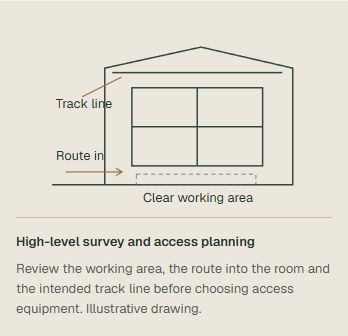 Track line
Route in
Clear working area
High-level survey and access planning
Review the working area, the route into the room and
the intended track line before choosing access
equipment. Illustrative drawing.